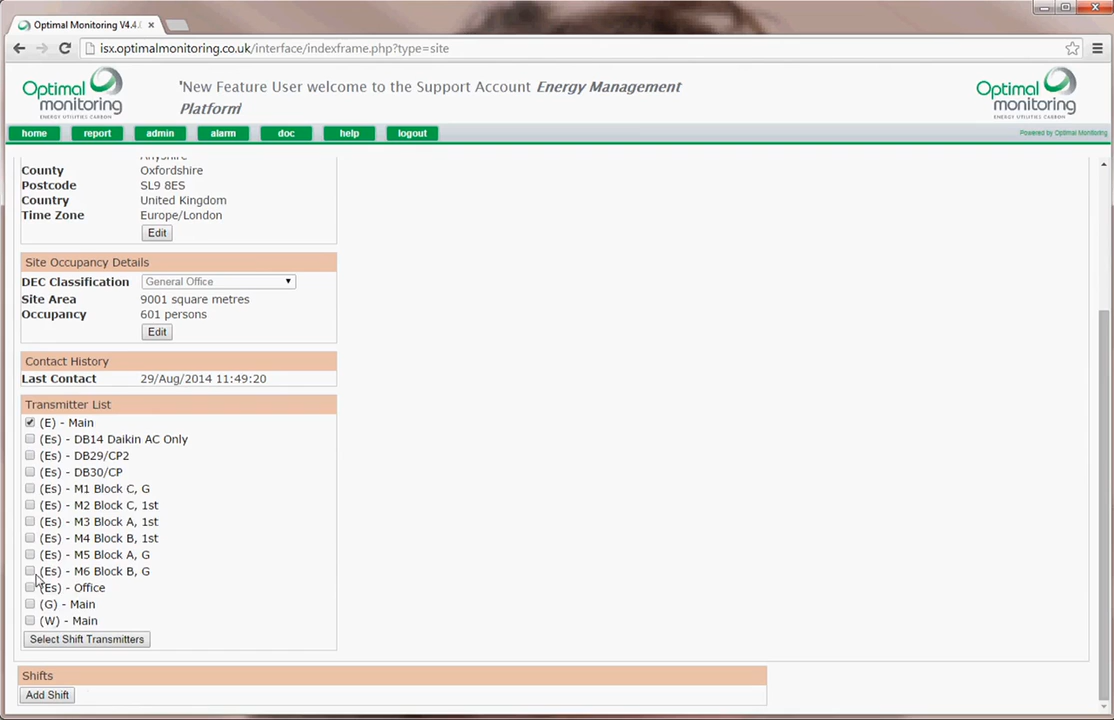 Optimal Monitoring V4.4.
isx.optimalmonitoring.co.uk/interface/indexframe.php?type=site
Optimal
monitoring
ENERGY UTILITIES CARBON
'New Feature User welcome to the Support Account Energy Management
Platform'
Optimal
monitoring
ENERGY UTILITIES CARBON
home report admin alarm doc help logout
Powered by Optimal Monitoring
Anyshire
County Oxfordshire
Postcode SL9 8ES
Country United Kingdom
Time Zone Europe/London
Edit
Site Occupancy Details
DEC Classification General Office
Site Area 9001 square metres
Occupancy 601 persons
Edit
Contact History
Last Contact 29/Aug/2014 11:49:20
Transmitter List
(E) - Main
(Es) - DB14 Daikin AC Only
(Es) - DB29/CP2
(Es) - DB30/CP
(Es) - M1 Block C, G
(Es) - M2 Block C, 1st
(Es) - M3 Block A, 1st
(Es) - M4 Block B, 1st
(Es) - M5 Block A, G
(Es) - M6 Block B, G
(Es) - Office
(G) - Main
(W) - Main
Select Shift Transmitters
Shifts
Add Shift